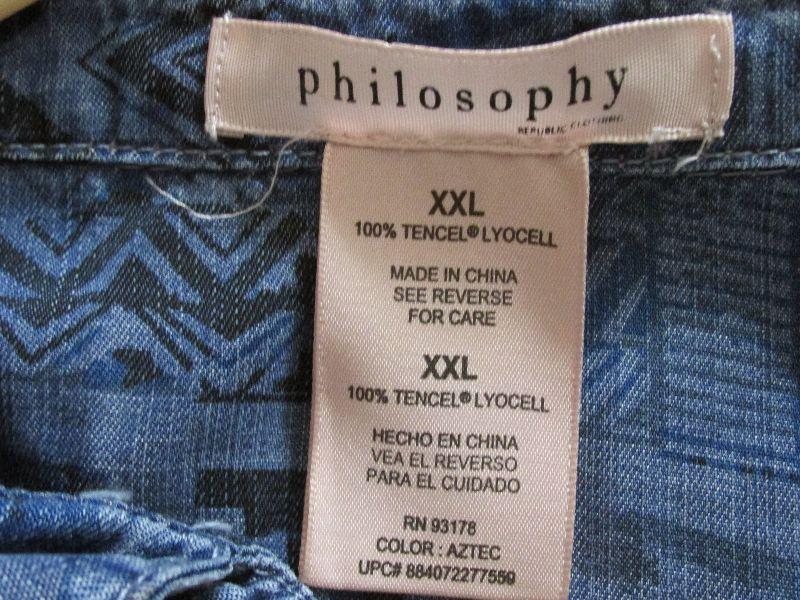 philosophy
REPUBLIC CLOTHING
XXL
100% TENCEL® LYOCELL
MADE IN CHINA
SEE REVERSE
FOR CARE
XXL
100% TENCEL® LYOCELL
HECHO EN CHINA
VEA EL REVERSO
PARA EL CUIDADO
RN 93178
COLOR : AZTEC
UPC# 884072277559